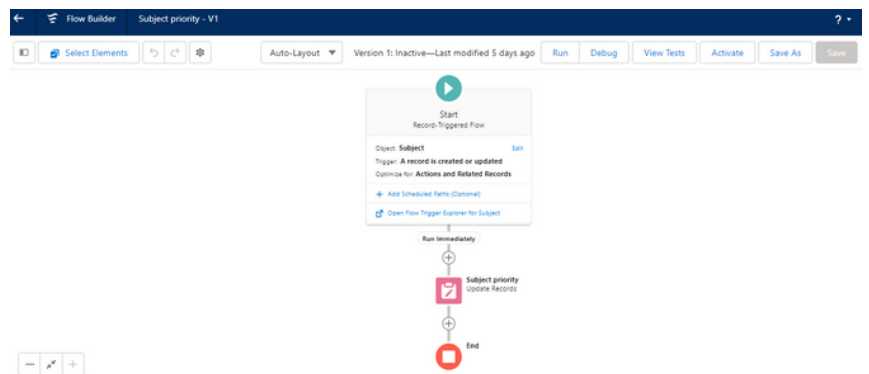 Flow Builder Subject priority - V1 ?
Select Elements Auto-Layout Version 1: Inactive—Last modified 5 days ago Run Debug View Tests Activate Save As Save
Start
Record-Triggered Flow
Object: Subject Edit
Trigger: A record is created or updated
Optimize for: Actions and Related Records
+ Add Scheduled Paths (Optional)
Open Flow Trigger Explorer for Subject
Run Immediately
Subject priority
Update Records
End